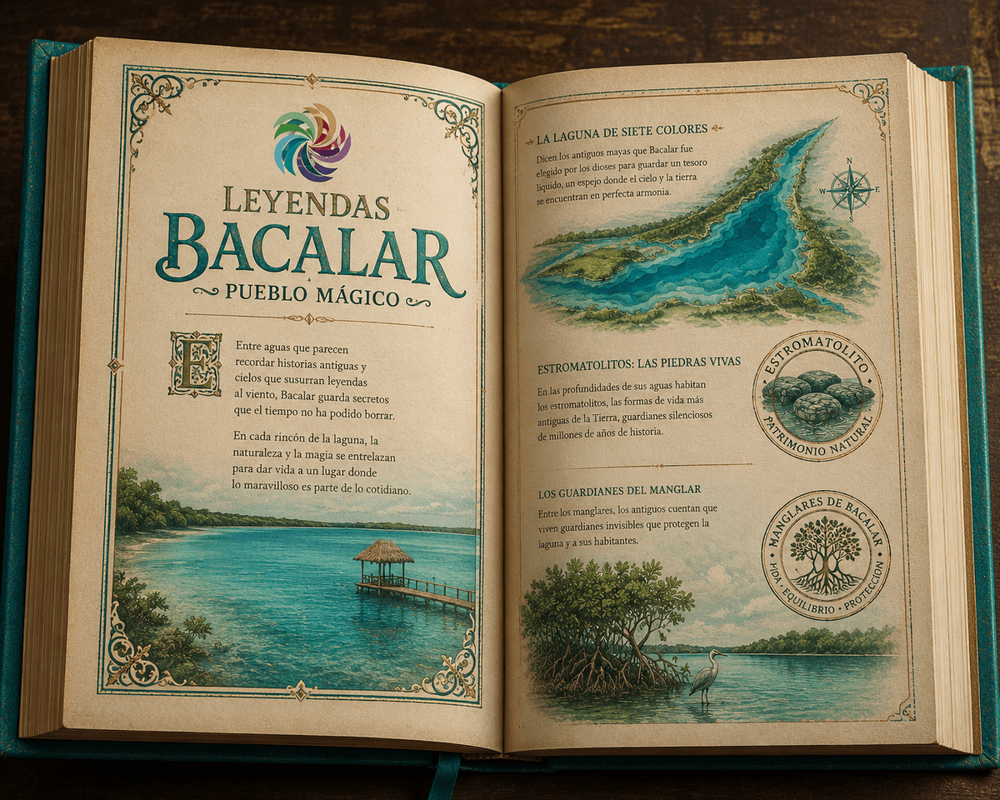 LEYENDAS
BACALAR
PUEBLO MÁGICO
E
Entre aguas que parecen
recordar historias antiguas y
cielos que susurran leyendas
al viento, Bacalar guarda secretos
que el tiempo no ha podido borrar.
En cada rincón de la laguna, la
naturaleza y la magia se entrelazan
para dar vida a un lugar donde
lo maravilloso es parte de lo cotidiano.
LA LAGUNA DE SIETE COLORES
Dicen los antiguos mayas que Bacalar fue
elegido por los dioses para guardar un tesoro
liquido, un espejo donde el cielo y la tierra
se encuentran en perfecta armonia.
N
W E
S
ESTROMATOLITOS: LAS PIEDRAS VIVAS
En las profundidades de sus aguas habitan
los estromatolitos, las formas de vida más
antiguas de la Tierra, guardianes silenciosos
de millones de años de historia.
ESTROMATOLITO
PATRIMONIO NATURAL
LOS GUARDIANES DEL MANGLAR
Entre los manglares, los antiguos cuentan que
viven guardianes invisibles que protegen la
laguna y a sus habitantes.
MANGLARES DE BACALAR
• EQUILIBRIO • PROTECCIÓN